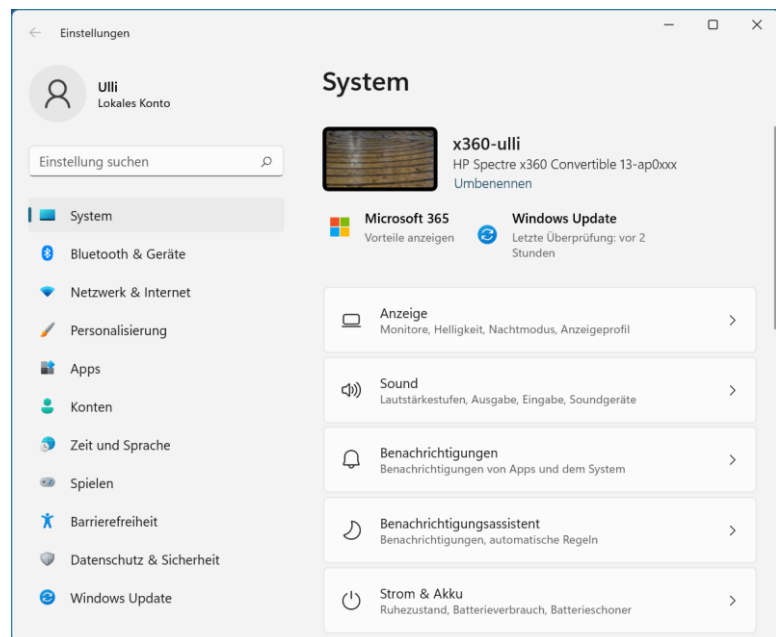 Einstellungen
Ulli
Lokales Konto
Einstellung suchen
System
Bluetooth & Geräte
Netzwerk & Internet
Personalisierung
Apps
Konten
Zeit und Sprache
Spielen
Barrierefreiheit
Datenschutz & Sicherheit
Windows Update
System
x360-ulli
HP Spectre x360 Convertible 13-ap0xxx
Umbenennen
Microsoft 365
Vorteile anzeigen
Windows Update
Letzte Überprüfung: vor 2
Stunden
Anzeige
Monitore, Helligkeit, Nachtmodus, Anzeigeprofil
Sound
Lautstärkestufen, Ausgabe, Eingabe, Soundgeräte
Benachrichtigungen
Benachrichtigungen von Apps und dem System
Benachrichtigungsassistent
Benachrichtigungen, automatische Regeln
Strom & Akku
Ruhezustand, Batterieverbrauch, Batterieschoner